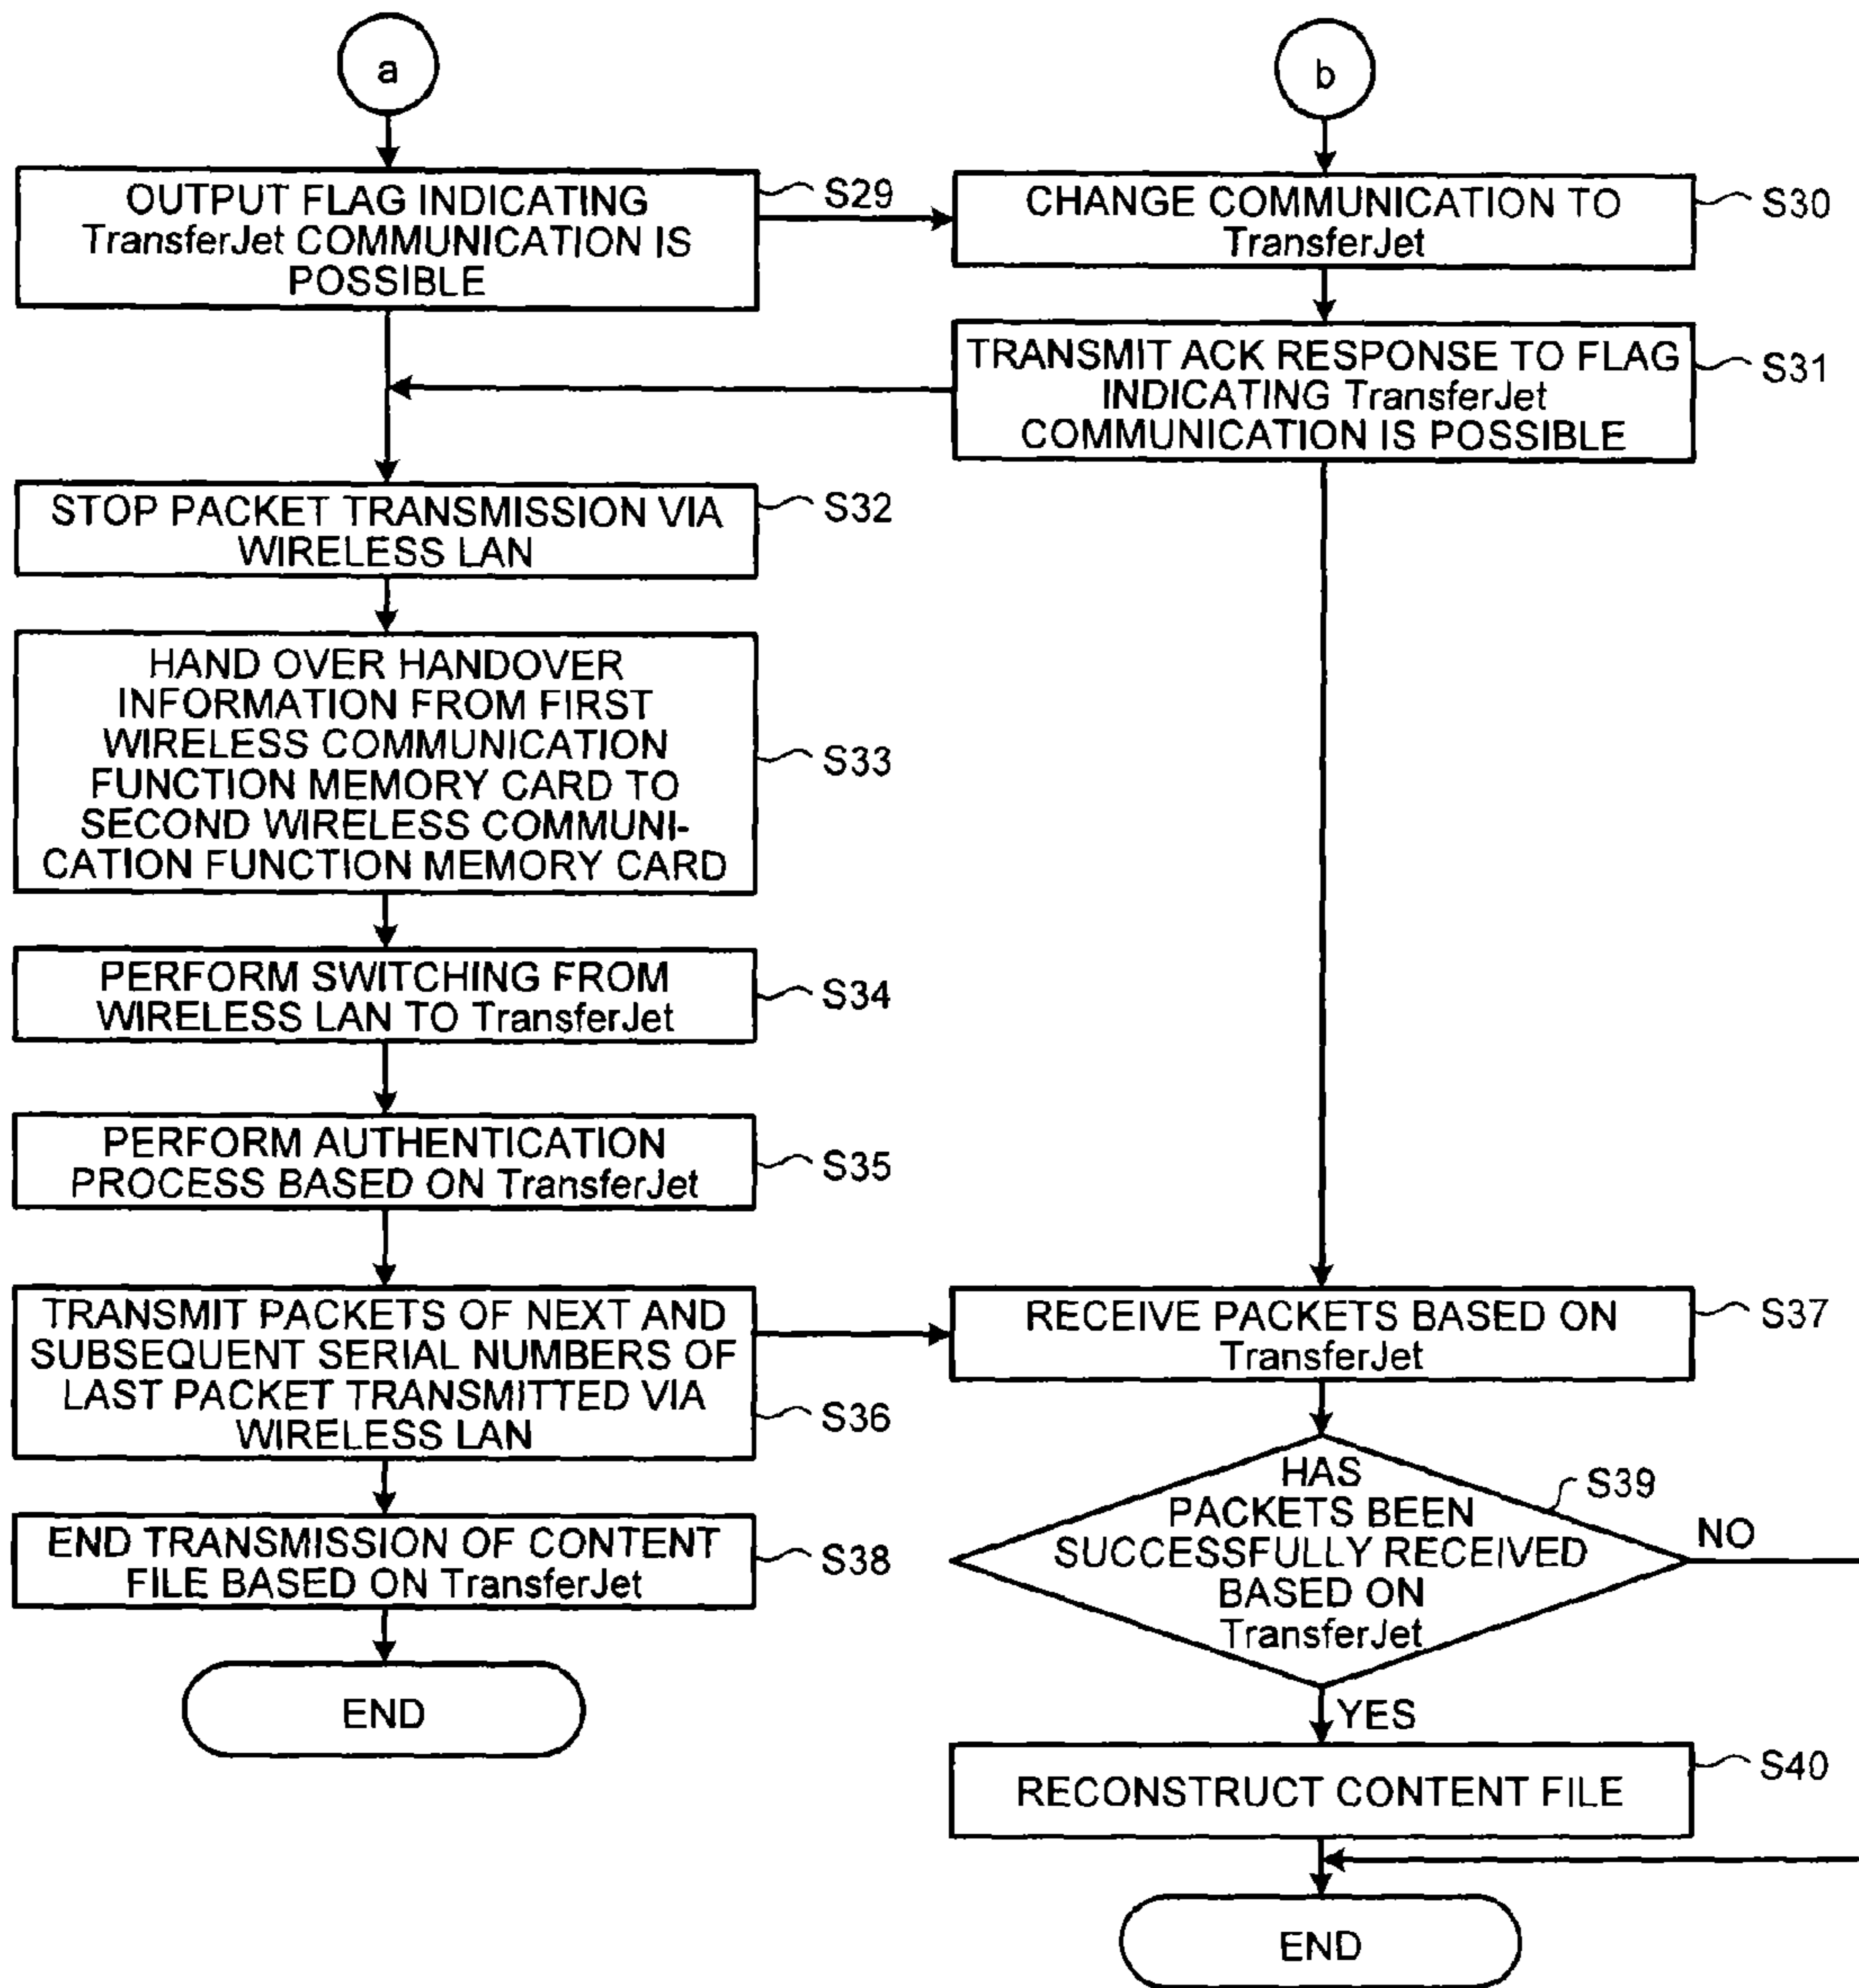 a
OUTPUT FLAG INDICATING
TransferJet COMMUNICATION IS
POSSIBLE
S29
STOP PACKET TRANSMISSION VIA
WIRELESS LAN
S32
HAND OVER HANDOVER
INFORMATION FROM FIRST
WIRELESS COMMUNICATION
FUNCTION MEMORY CARD TO
SECOND WIRELESS COMMUNI-
CATION FUNCTION MEMORY CARD
S33
PERFORM SWITCHING FROM
WIRELESS LAN TO TransferJet
S34
PERFORM AUTHENTICATION
PROCESS BASED ON TransferJet
S35
TRANSMIT PACKETS OF NEXT AND
SUBSEQUENT SERIAL NUMBERS OF
LAST PACKET TRANSMITTED VIA
WIRELESS LAN
S36
END TRANSMISSION OF CONTENT
FILE BASED ON TransferJet
S38
END
b
CHANGE COMMUNICATION TO
TransferJet
S30
TRANSMIT ACK RESPONSE TO FLAG
INDICATING TransferJet
COMMUNICATION IS POSSIBLE
S31
RECEIVE PACKETS BASED ON
TransferJet
S37
HAS
PACKETS BEEN
SUCCESSFULLY RECEIVED
BASED ON
TransferJet
S39
NO
YES
RECONSTRUCT CONTENT FILE
S40
END